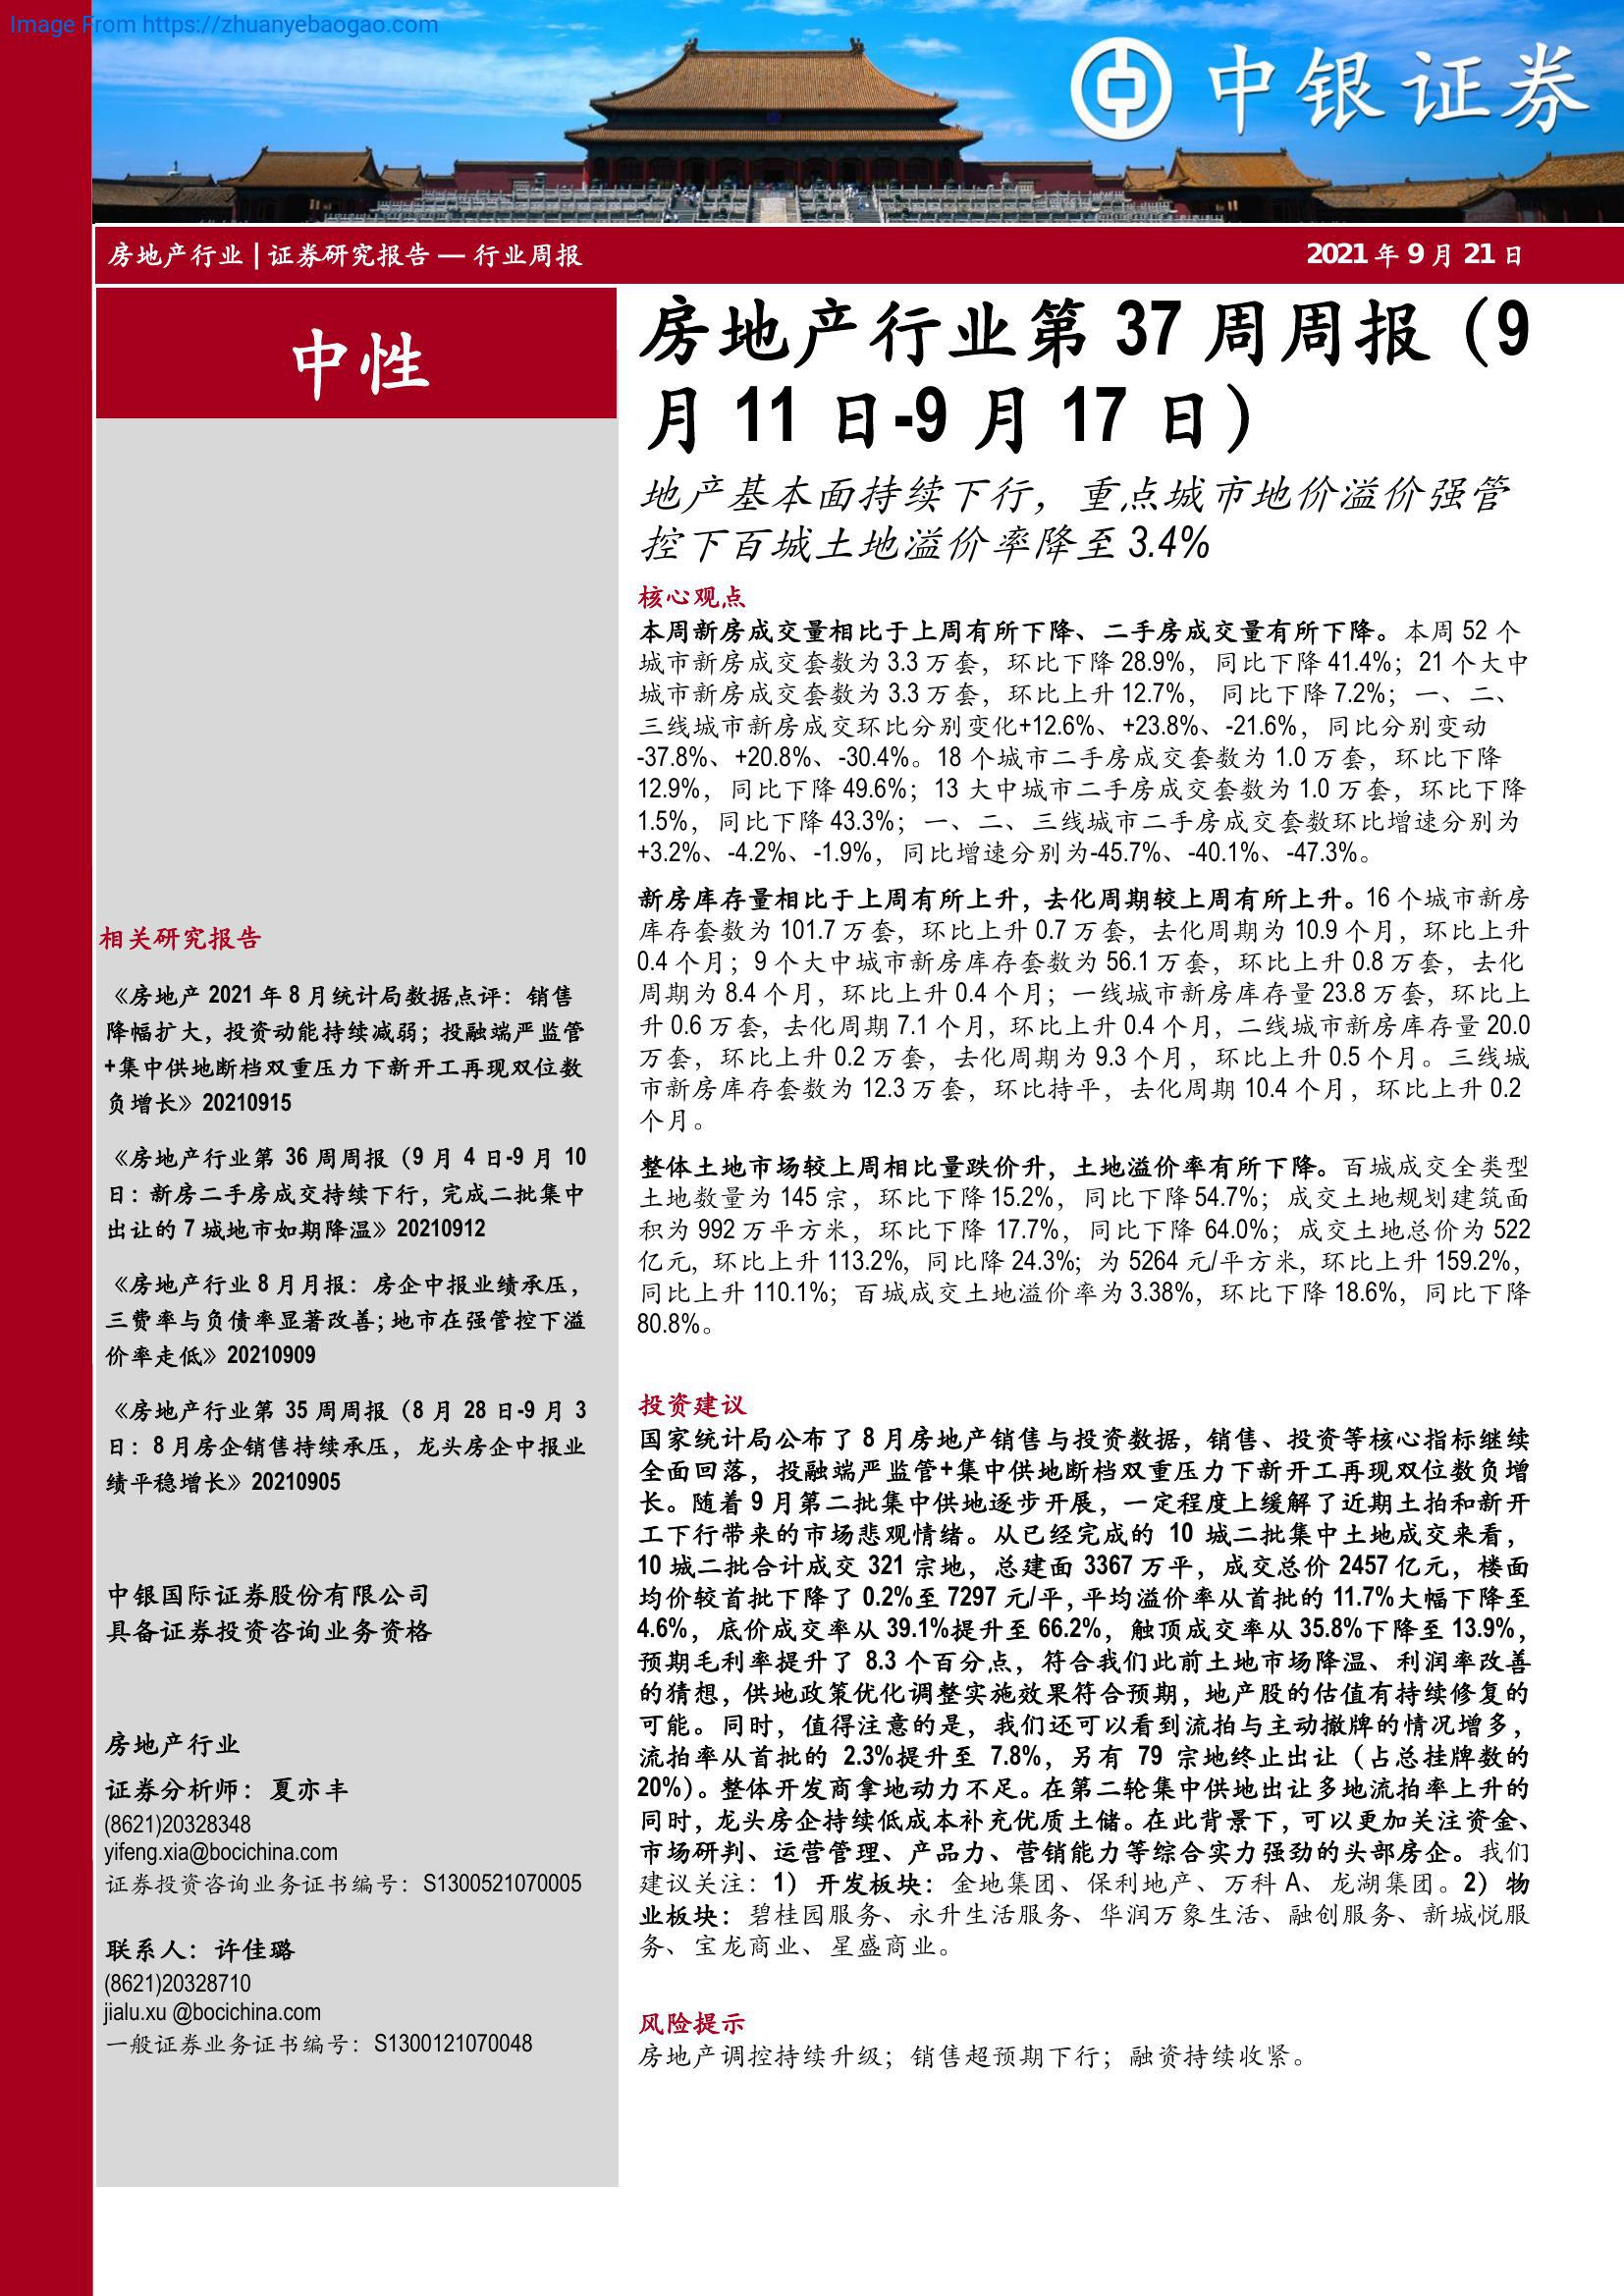 Image From https://zhuanyebaogao.com
中银证券
房地产行业 | 证券研究报告 — 行业周报
2021 年 9 月 21 日
中性
相关研究报告
《房地产 2021 年 8 月统计局数据点评：销售
降幅扩大，投资动能持续减弱；投融端严监管
+集中供地断档双重压力下新开工再现双位数
负增长》20210915
《房地产行业第 36 周周报（9 月 4 日-9 月 10
日：新房二手房成交持续下行，完成二批集中
出让的 7 城地市如期降温》20210912
《房地产行业 8 月月报：房企中报业绩承压，
三费率与负债率显著改善；地市在强管控下溢
价率走低》20210909
《房地产行业第 35 周周报（8 月 28 日-9 月 3
日：8 月房企销售持续承压，龙头房企中报业
绩平稳增长》20210905
中银国际证券股份有限公司
具备证券投资咨询业务资格
房地产行业
证券分析师：夏亦丰
(8621)20328348
yifeng.xia@bocichina.com
证券投资咨询业务证书编号：S1300521070005
联系人：许佳璐
(8621)20328710
jialu.xu @bocichina.com
一般证券业务证书编号：S1300121070048
房地产行业第 37 周周报（9
月 11 日-9 月 17 日）
地产基本面持续下行，重点城市地价溢价强管
控下百城土地溢价率降至 3.4%
核心观点
本周新房成交量相比于上周有所下降、二手房成交量有所下降。本周 52 个
城市新房成交套数为 3.3 万套，环比下降 28.9%，同比下降 41.4%；21 个大中
城市新房成交套数为 3.3 万套，环比上升 12.7%， 同比下降 7.2%；一、二、
三线城市新房成交环比分别变化+12.6%、+23.8%、-21.6%，同比分别变动
-37.8%、+20.8%、-30.4%。18 个城市二手房成交套数为 1.0 万套，环比下降
12.9%，同比下降 49.6%；13 大中城市二手房成交套数为 1.0 万套，环比下降
1.5%，同比下降 43.3%；一、二、三线城市二手房成交套数环比增速分别为
+3.2%、-4.2%、-1.9%，同比增速分别为-45.7%、-40.1%、-47.3%。
新房库存量相比于上周有所上升，去化周期较上周有所上升。16 个城市新房
库存套数为 101.7 万套，环比上升 0.7 万套，去化周期为 10.9 个月，环比上升
0.4 个月；9 个大中城市新房库存套数为 56.1 万套，环比上升 0.8 万套，去化
周期为 8.4 个月，环比上升 0.4 个月；一线城市新房库存量 23.8 万套，环比上
升 0.6 万套，去化周期 7.1 个月，环比上升 0.4 个月，二线城市新房库存量 20.0
万套，环比上升 0.2 万套，去化周期为 9.3 个月，环比上升 0.5 个月。三线城
市新房库存套数为 12.3 万套，环比持平，去化周期 10.4 个月，环比上升 0.2
个月。
整体土地市场较上周相比量跌价升，土地溢价率有所下降。百城成交全类型
土地数量为 145 宗，环比下降 15.2%，同比下降 54.7%；成交土地规划建筑面
积为 992 万平方米，环比下降 17.7%，同比下降 64.0%；成交土地总价为 522
亿元，环比上升 113.2%，同比降 24.3%；为 5264 元/平方米，环比上升 159.2%，
同比上升 110.1%；百城成交土地溢价率为 3.38%，环比下降 18.6%，同比下降
80.8%。
投资建议
国家统计局公布了 8 月房地产销售与投资数据，销售、投资等核心指标继续
全面回落，投融端严监管+集中供地断档双重压力下新开工再现双位数负增
长。随着 9 月第二批集中供地逐步开展，一定程度上缓解了近期土拍和新开
工下行带来的市场悲观情绪。从已经完成的 10 城二批集中土地成交来看，
10 城二批合计成交 321 宗地，总建面 3367 万平，成交总价 2457 亿元，楼面
均价较首批下降了 0.2%至 7297 元/平，平均溢价率从首批的 11.7%大幅下降至
4.6%，底价成交率从 39.1%提升至 66.2%，触顶成交率从 35.8%下降至 13.9%，
预期毛利率提升了 8.3 个百分点，符合我们此前土地市场降温、利润率改善
的猜想，供地政策优化调整实施效果符合预期，地产股的估值有持续修复的
可能。同时，值得注意的是，我们还可以看到流拍与主动撤牌的情况增多，
流拍率从首批的 2.3%提升至 7.8%，另有 79 宗地终止出让（占总挂牌数的
20%）。整体开发商拿地动力不足。在第二轮集中供地出让多地流拍率上升的
同时，龙头房企持续低成本补充优质土储。在此背景下，可以更加关注资金、
市场研判、运营管理、产品力、营销能力等综合实力强劲的头部房企。我们
建议关注：1）开发板块：金地集团、保利地产、万科 A、龙湖集团。2）物
业板块：碧桂园服务、永升生活服务、华润万象生活、融创服务、新城悦服
务、宝龙商业、星盛商业。
风险提示
房地产调控持续升级；销售超预期下行；融资持续收紧。